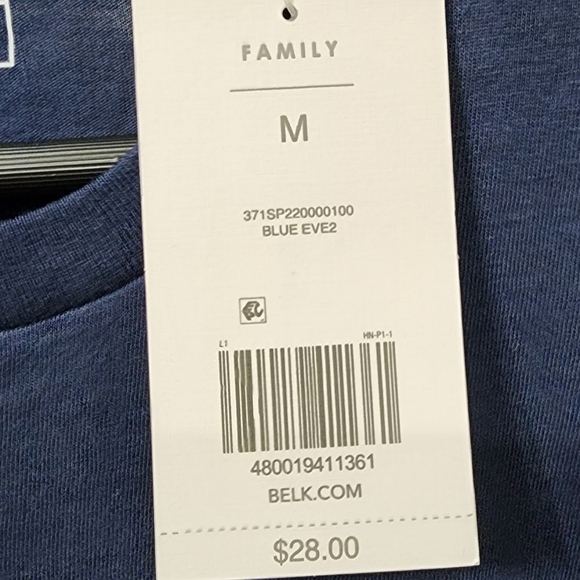 FAMILY
M
371SP220000100
BLUE EVE2
L1
HN-P1-1
480019411361
BELK.COM
$28.00